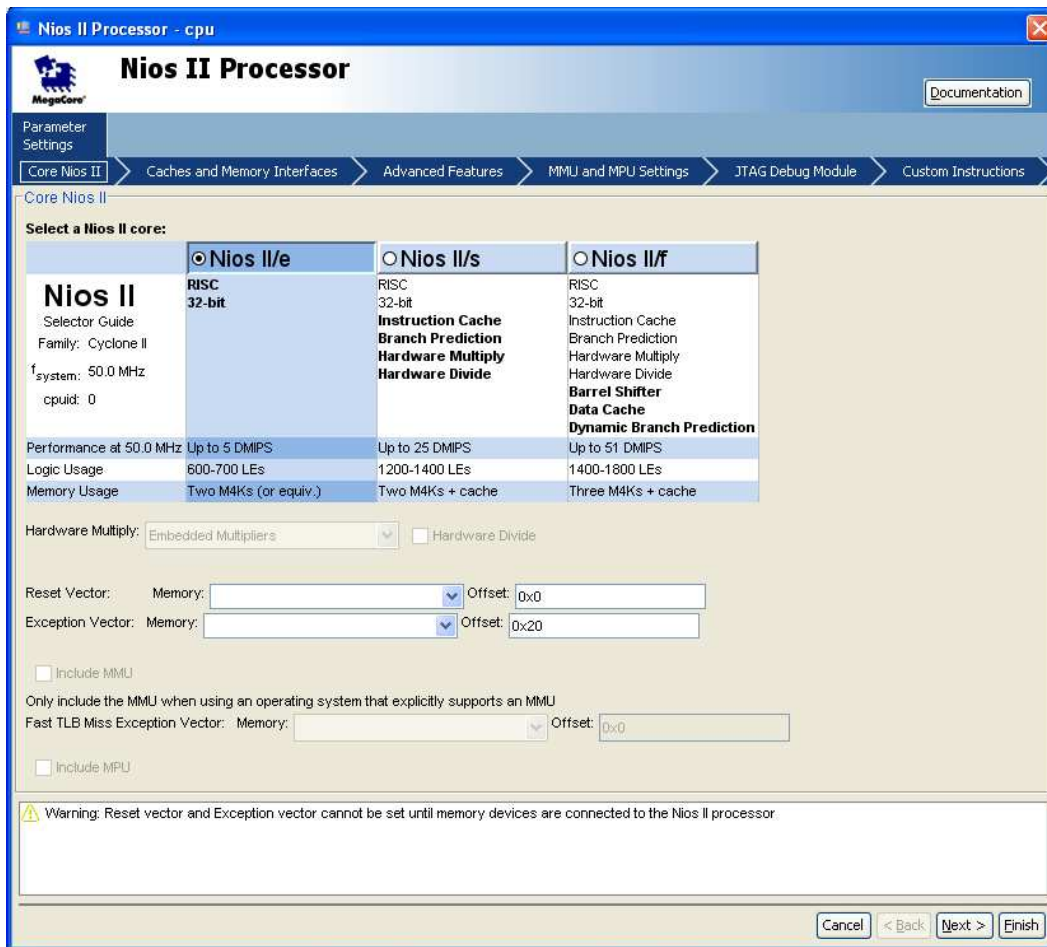 Nios II Processor - cpu
MegaCore®
Nios II Processor
Documentation
Parameter
Settings
Core Nios II
Caches and Memory Interfaces
Advanced Features
MMU and MPU Settings
JTAG Debug Module
Custom Instructions
Core Nios II
Select a Nios II core:
Nios II/e
Nios II/s
Nios II/f
Nios II
Selector Guide
Family: Cyclone II
fsystem: 50.0 MHz
cpuid: 0
RISC
32-bit
RISC
32-bit
Instruction Cache
Branch Prediction
Hardware Multiply
Hardware Divide
RISC
32-bit
Instruction Cache
Branch Prediction
Hardware Multiply
Hardware Divide
Barrel Shifter
Data Cache
Dynamic Branch Prediction
Performance at 50.0 MHz Up to 5 DMIPS Up to 25 DMIPS Up to 51 DMIPS
Logic Usage 600-700 LEs 1200-1400 LEs 1400-1800 LEs
Memory Usage Two M4Ks (or equiv.) Two M4Ks + cache Three M4Ks + cache
Hardware Multiply: Embedded Multipliers Hardware Divide
Reset Vector: Memory: Offset: 0x0
Exception Vector: Memory: Offset: 0x20
Include MMU
Only include the MMU when using an operating system that explicitly supports an MMU
Fast TLB Miss Exception Vector: Memory: Offset: 0x0
Include MPU
Warning: Reset vector and Exception vector cannot be set until memory devices are connected to the Nios II processor
Cancel < Back Next > Finish